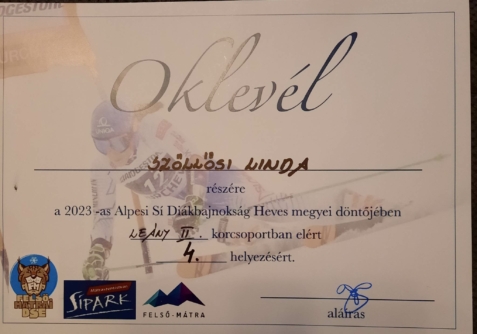 Oklevél
SZÖLLŐSI LINDA
részére
a 2023 -as Alpesi Sí Diákbajnokság Heves megyei döntőjében
LEÁNY II. korcsoportban elért
4. helyezésért.
SÍPARK
FELSŐ-MÁTRA
aláírás